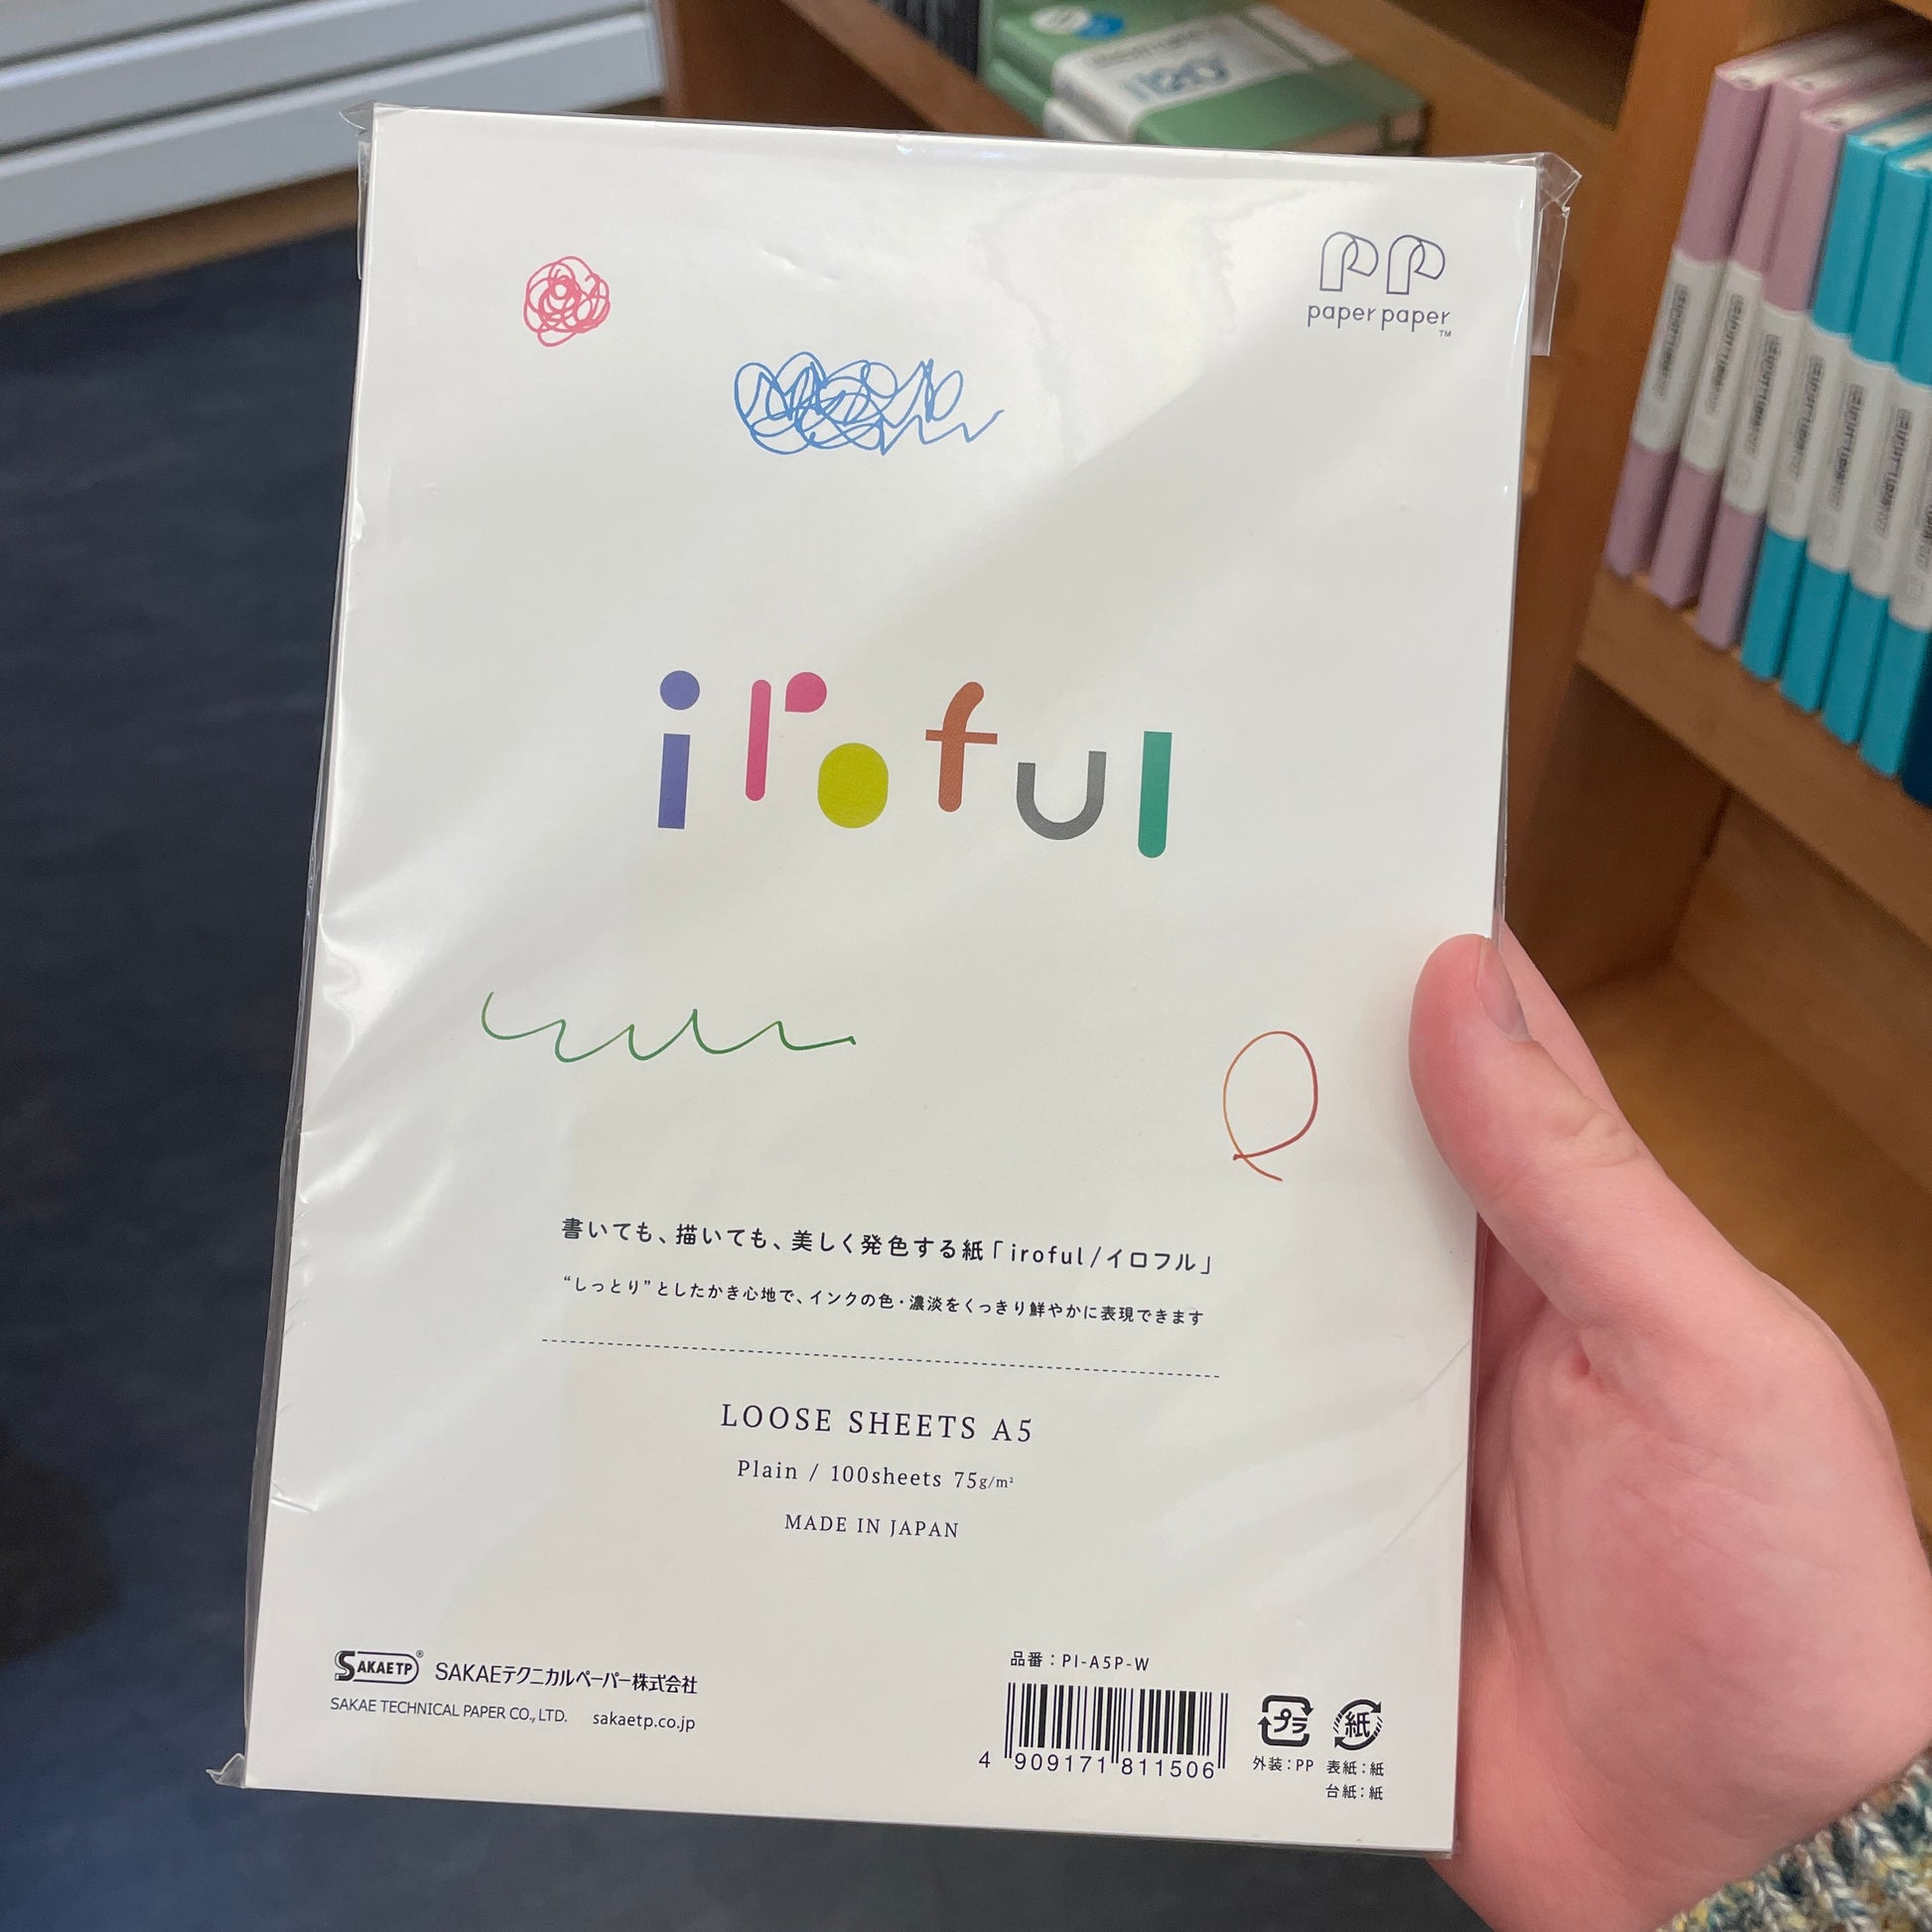 paper paper
TM
iroful
書いても、描いても、美しく発色する紙「iroful/イロフル」
“しっとり”としたかき心地で、インクの色・濃淡をくっきり鮮やかに表現できます
LOOSE SHEETS A5
Plain / 100sheets 75g/m²
MADE IN JAPAN
SAKAE TP® SAKAEテクニカルペーパー株式会社
SAKAE TECHNICAL PAPER CO., LTD. sakaetp.co.jp
品番：PI-A5P-W
4 909171 811506
プラ
紙
外装：PP
表紙：紙
台紙：紙